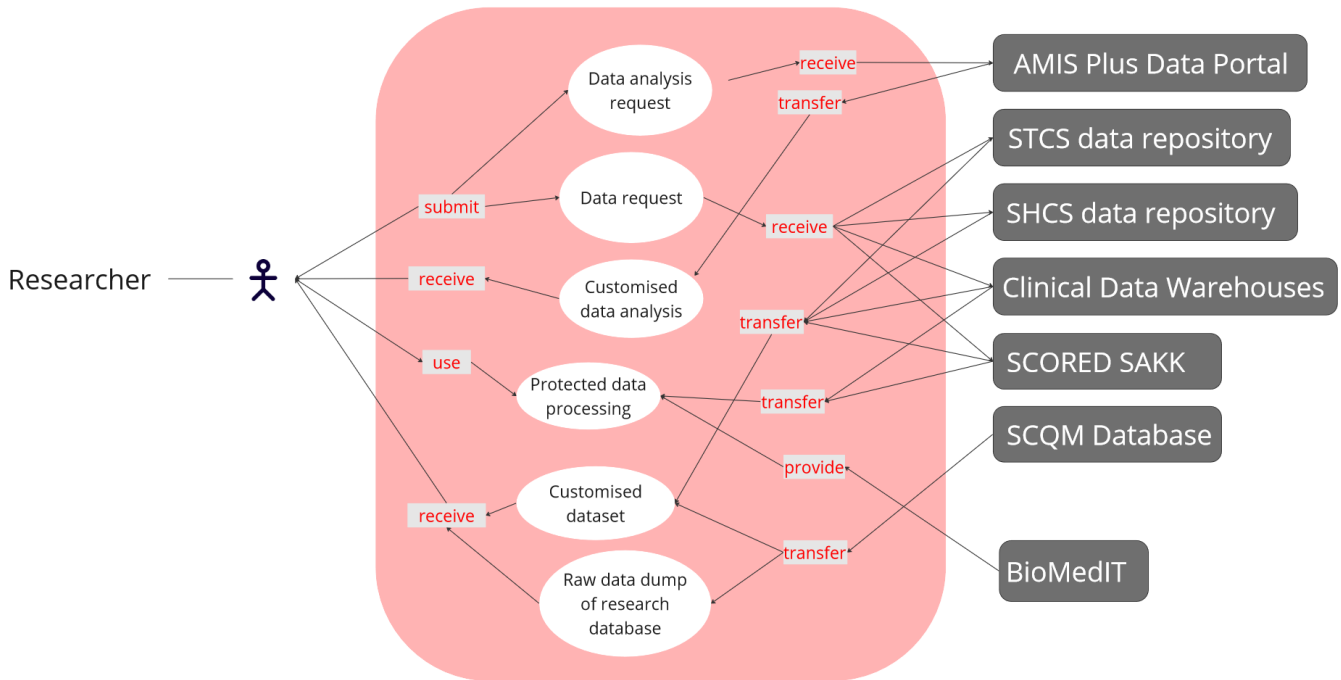 Researcher
Data analysis
request
receive
transfer
submit
Data request
receive
receive
Customised
data analysis
transfer
use
Protected data
processing
transfer
provide
Customised
dataset
receive
transfer
Raw data dump
of research
database
AMIS Plus Data Portal
STCS data repository
SHCS data repository
Clinical Data Warehouses
SCORED SAKK
SCQM Database
BioMedIT